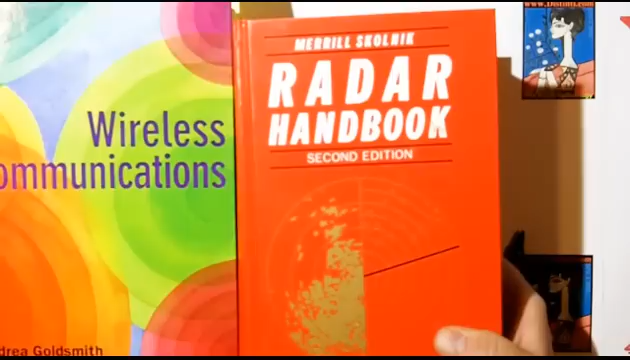 Wireless
ommunications
drea Goldsmith
MERRILL SKOLNIK
RADAR
HANDBOOK
SECOND EDITION